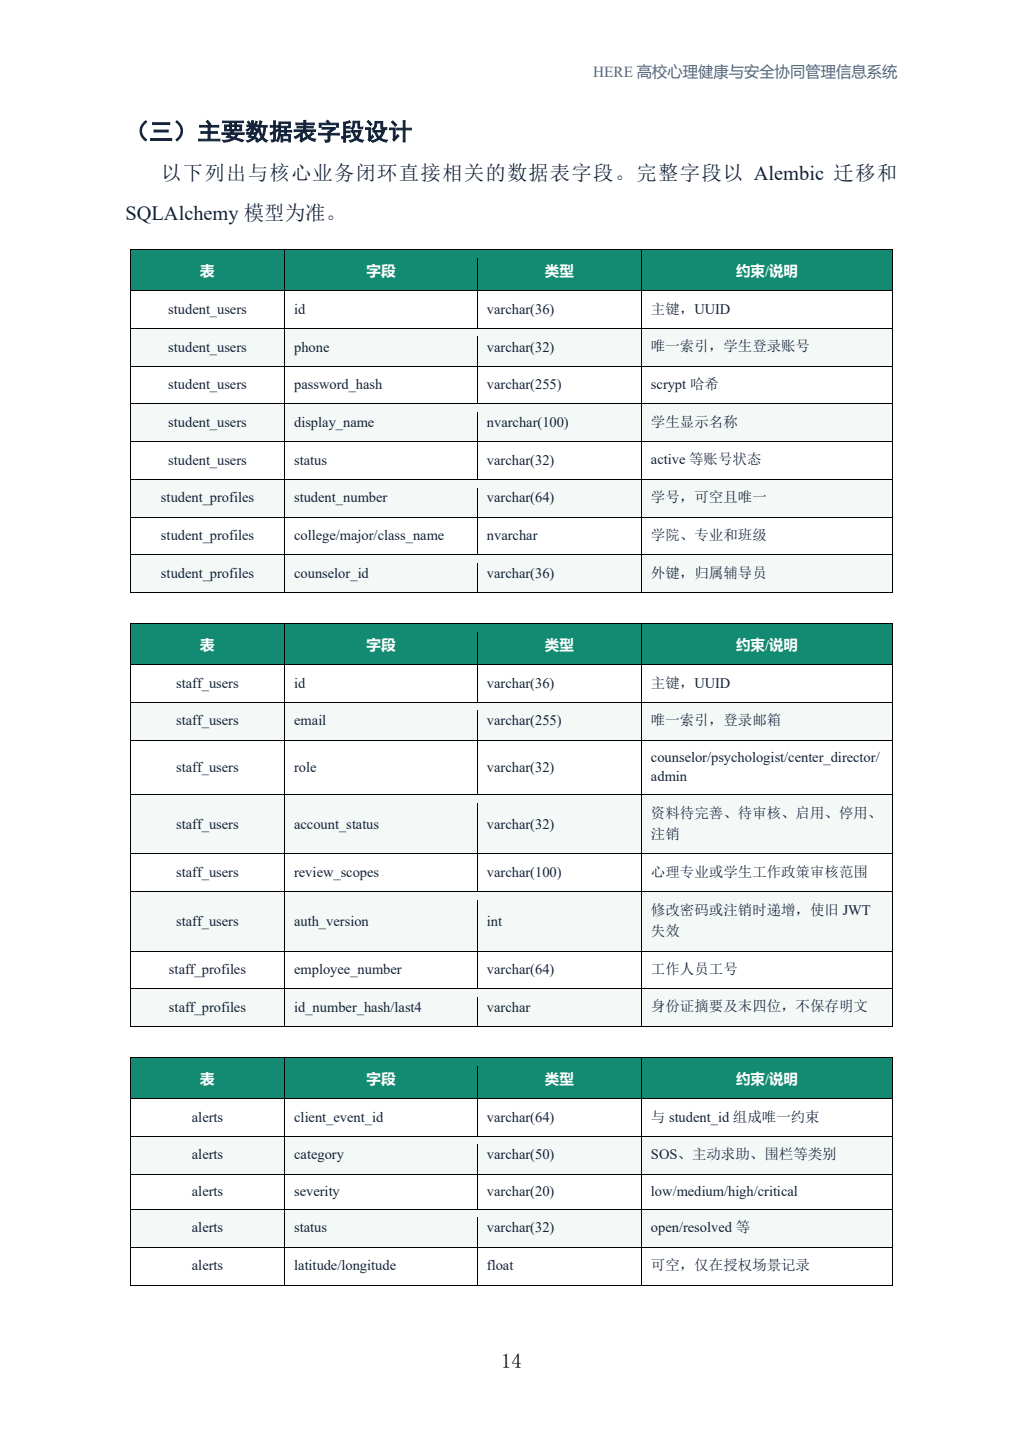 HERE 高校心理健康与安全协同管理信息系统
（三）主要数据表字段设计
以下列出与核心业务闭环直接相关的数据表字段。完整字段以 Alembic 迁移和
SQLAlchemy 模型为准。
表 字段 类型 约束/说明
student_users id varchar(36) 主键，UUID
student_users phone varchar(32) 唯一索引，学生登录账号
student_users password_hash varchar(255) scrypt 哈希
student_users display_name nvarchar(100) 学生显示名称
student_users status varchar(32) active 等账号状态
student_profiles student_number varchar(64) 学号，可空且唯一
student_profiles college/major/class_name nvarchar 学院、专业和班级
student_profiles counselor_id varchar(36) 外键，归属辅导员
表 字段 类型 约束/说明
staff_users id varchar(36) 主键，UUID
staff_users email varchar(255) 唯一索引，登录邮箱
staff_users role varchar(32) counselor/psychologist/center_director/
admin
staff_users account_status varchar(32) 资料待完善、待审核、启用、停用、
注销
staff_users review_scopes varchar(100) 心理专业或学生工作政策审核范围
staff_users auth_version int 修改密码或注销时递增，使旧 JWT
失效
staff_profiles employee_number varchar(64) 工作人员工号
staff_profiles id_number_hash/last4 varchar 身份证摘要及末四位，不保存明文
表 字段 类型 约束/说明
alerts client_event_id varchar(64) 与 student_id 组成唯一约束
alerts category varchar(50) SOS、主动求助、围栏等类别
alerts severity varchar(20) low/medium/high/critical
alerts status varchar(32) open/resolved 等
alerts latitude/longitude float 可空，仅在授权场景记录
14